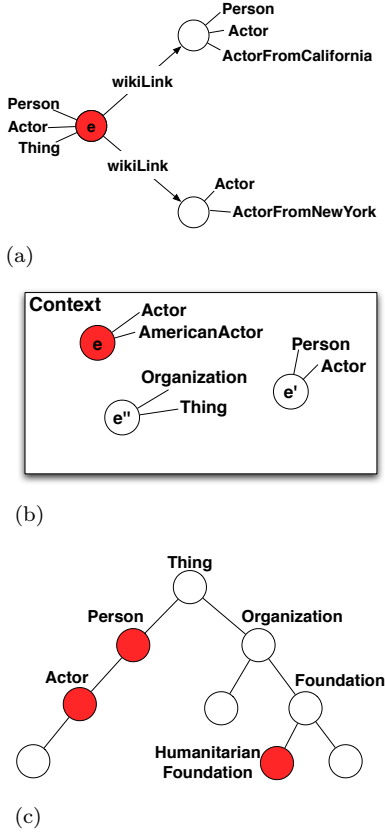 Person
Actor
ActorFromCalifornia
wikiLink
Person
Actor
Thing
e
wikiLink
Actor
ActorFromNewYork
(a)
Context
Actor
AmericanActor
e
Person
Actor
e'
Organization
Thing
e''
(b)
Thing
Person
Organization
Actor
Foundation
Humanitarian
Foundation
(c)